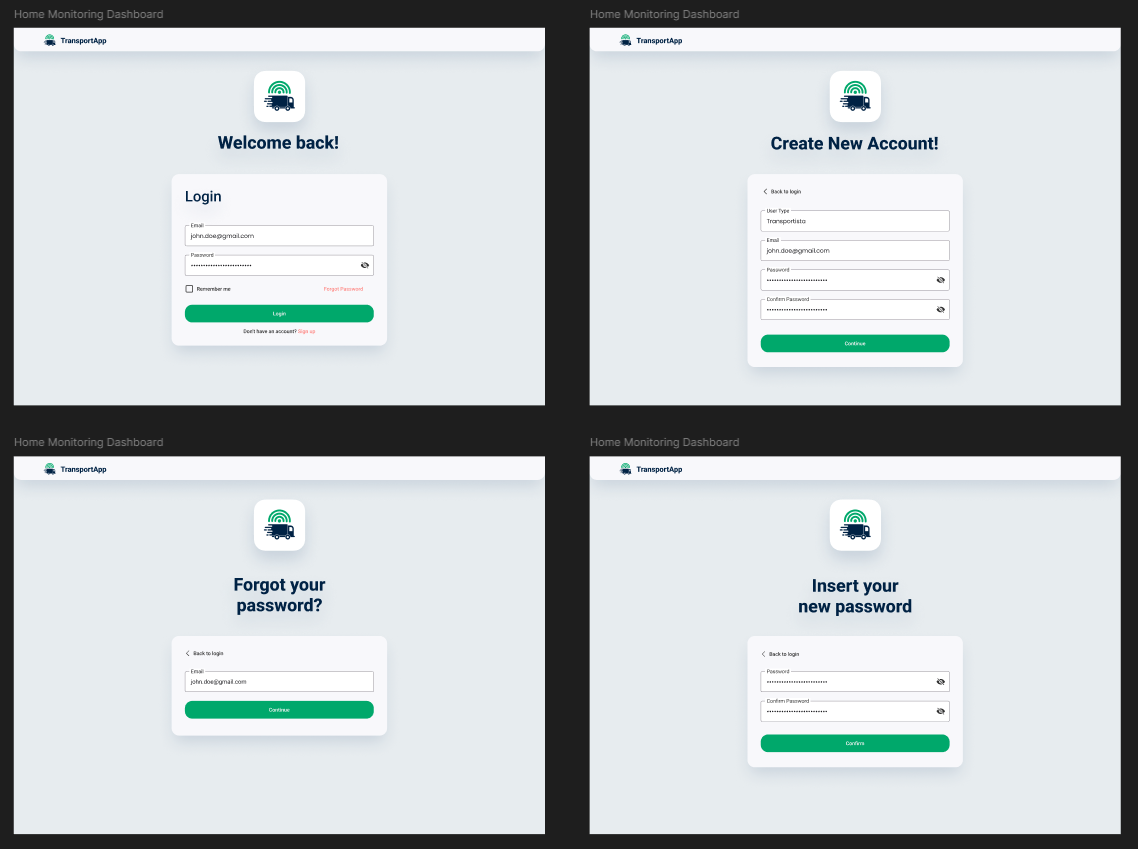 Home Monitoring Dashboard
TransportApp
Welcome back!
Login
Email
john.doe@gmail.com
Password
Remember me
Forgot Password
Login
Don't have an account? Sign up
Home Monitoring Dashboard
TransportApp
Create New Account!
Back to login
User Type
Transportista
Email
john.doe@gmail.com
Password
Confirm Password
Continue
Home Monitoring Dashboard
TransportApp
Forgot your
password?
Back to login
Email
john.doe@gmail.com
Continue
Home Monitoring Dashboard
TransportApp
Insert your
new password
Back to login
Password
Confirm Password
Confirm